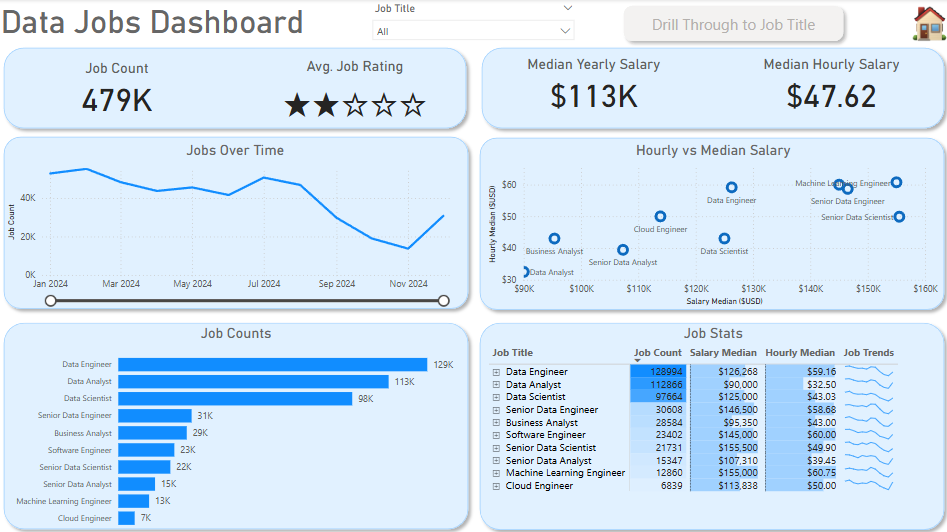 Data Jobs Dashboard
Job Title
All
Drill Through to Job Title
Job Count
479K
Avg. Job Rating
★★☆☆☆
Median Yearly Salary
$113K
Median Hourly Salary
$47.62
Jobs Over Time
Job Count
40K
20K
0K
Jan 2024 Mar 2024 May 2024 Jul 2024 Sep 2024 Nov 2024
Hourly vs Median Salary
Hourly Median ($USD)
$60
$50
$40
$30
Machine Learning Engineer
Data Engineer
Senior Data Engineer
Senior Data Scientist
Cloud Engineer
Business Analyst
Data Scientist
Senior Data Analyst
Data Analyst
$90K $100K $110K $120K $130K $140K $150K $160K
Salary Median ($USD)
Job Counts
Data Engineer 129K
Data Analyst 113K
Data Scientist 98K
Senior Data Engineer 31K
Business Analyst 29K
Software Engineer 23K
Senior Data Scientist 22K
Senior Data Analyst 15K
Machine Learning Engineer 13K
Cloud Engineer 7K
Job Stats
Job Title Job Count Salary Median Hourly Median Job Trends
Data Engineer 128994 $126,268 $59.16
Data Analyst 112866 $90,000 $32.50
Data Scientist 97664 $125,000 $43.03
Senior Data Engineer 30608 $146,500 $58.68
Business Analyst 28584 $95,350 $43.00
Software Engineer 23402 $145,000 $60.00
Senior Data Scientist 21731 $155,500 $49.90
Senior Data Analyst 15347 $107,310 $39.45
Machine Learning Engineer 12860 $155,000 $60.75
Cloud Engineer 6839 $113,838 $50.00